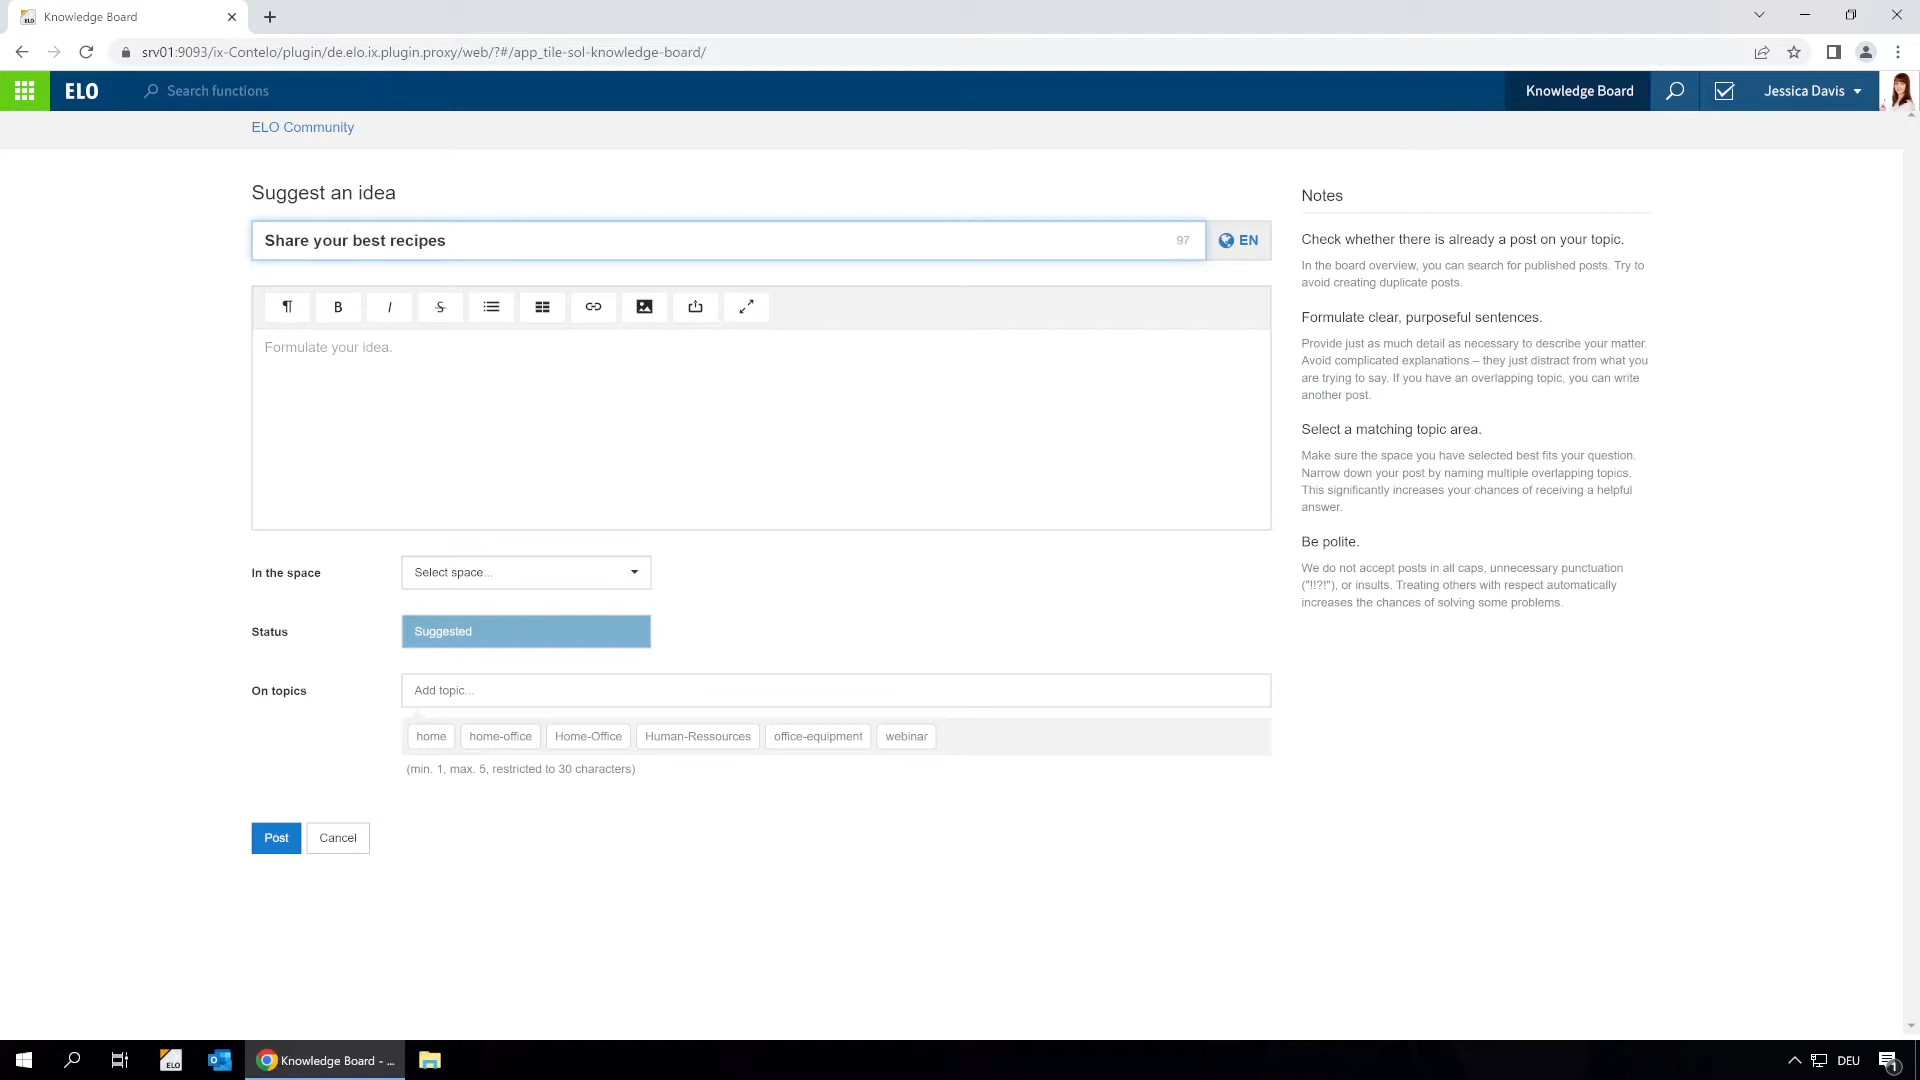 Knowledge Board
srv01:9093/ix-Contelo/plugin/de.elo.ix.plugin.proxy/web/?#/app_tile-sol-knowledge-board/
ELO
Search functions
Knowledge Board
Jessica Davis
ELO Community
Suggest an idea
Share your best recipes
97
EN
Formulate your idea.
In the space
Select space...
Status
Suggested
On topics
Add topic...
home
home-office
Home-Office
Human-Ressources
office-equipment
webinar
(min. 1, max. 5, restricted to 30 characters)
Post
Cancel
Notes
Check whether there is already a post on your topic.
In the board overview, you can search for published posts. Try to
avoid creating duplicate posts.
Formulate clear, purposeful sentences.
Provide just as much detail as necessary to describe your matter.
Avoid complicated explanations – they just distract from what you
are trying to say. If you have an overlapping topic, you can write
another post.
Select a matching topic area.
Make sure the space you have selected best fits your question.
Narrow down your post by naming multiple overlapping topics.
This significantly increases your chances of receiving a helpful
answer.
Be polite.
We do not accept posts in all caps, unnecessary punctuation
("!!?!"), or insults. Treating others with respect automatically
increases the chances of solving some problems.
ELO
Knowledge Board - ...
DEU
1